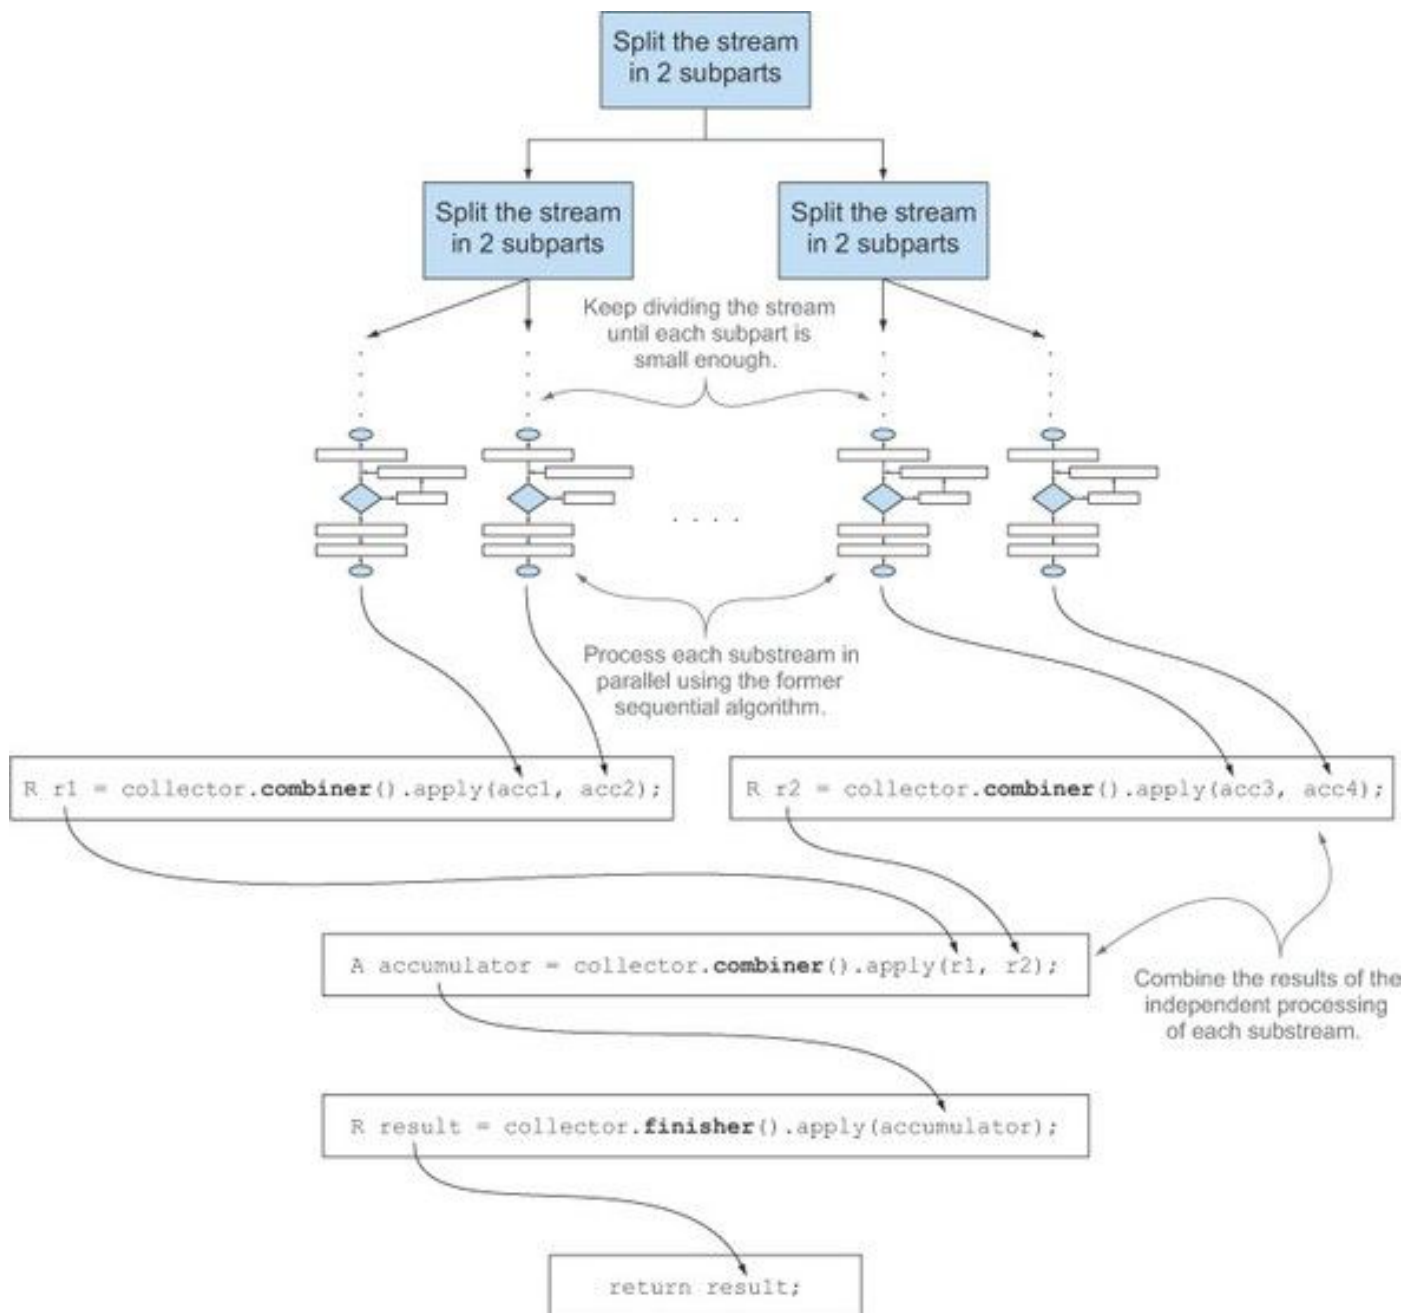 Split the stream
in 2 subparts
Split the stream
in 2 subparts
Split the stream
in 2 subparts
Keep dividing the stream
until each subpart is
small enough.
. . . .
Process each substream in
parallel using the former
sequential algorithm.
R r1 = collector.combiner().apply(acc1, acc2);
R r2 = collector.combiner().apply(acc3, acc4);
A accumulator = collector.combiner().apply(r1, r2);
Combine the results of the
independent processing
of each substream.
R result = collector.finisher().apply(accumulator);
return result;